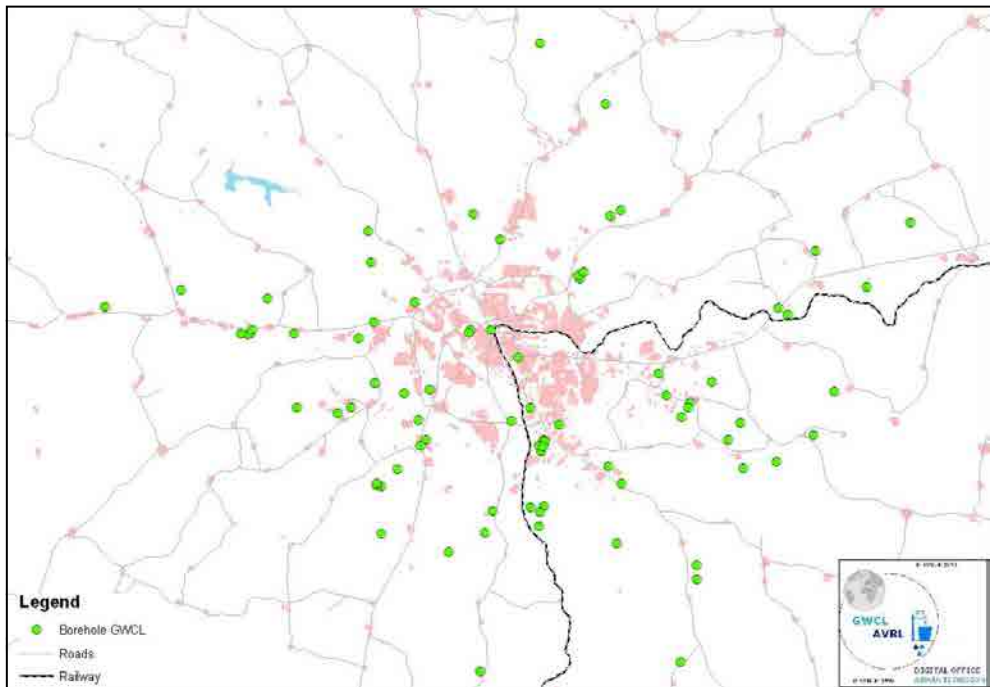 Legend
Borehole GWCL
Roads
Railway
GWCL
AVRL
DIGITAL OFFICE